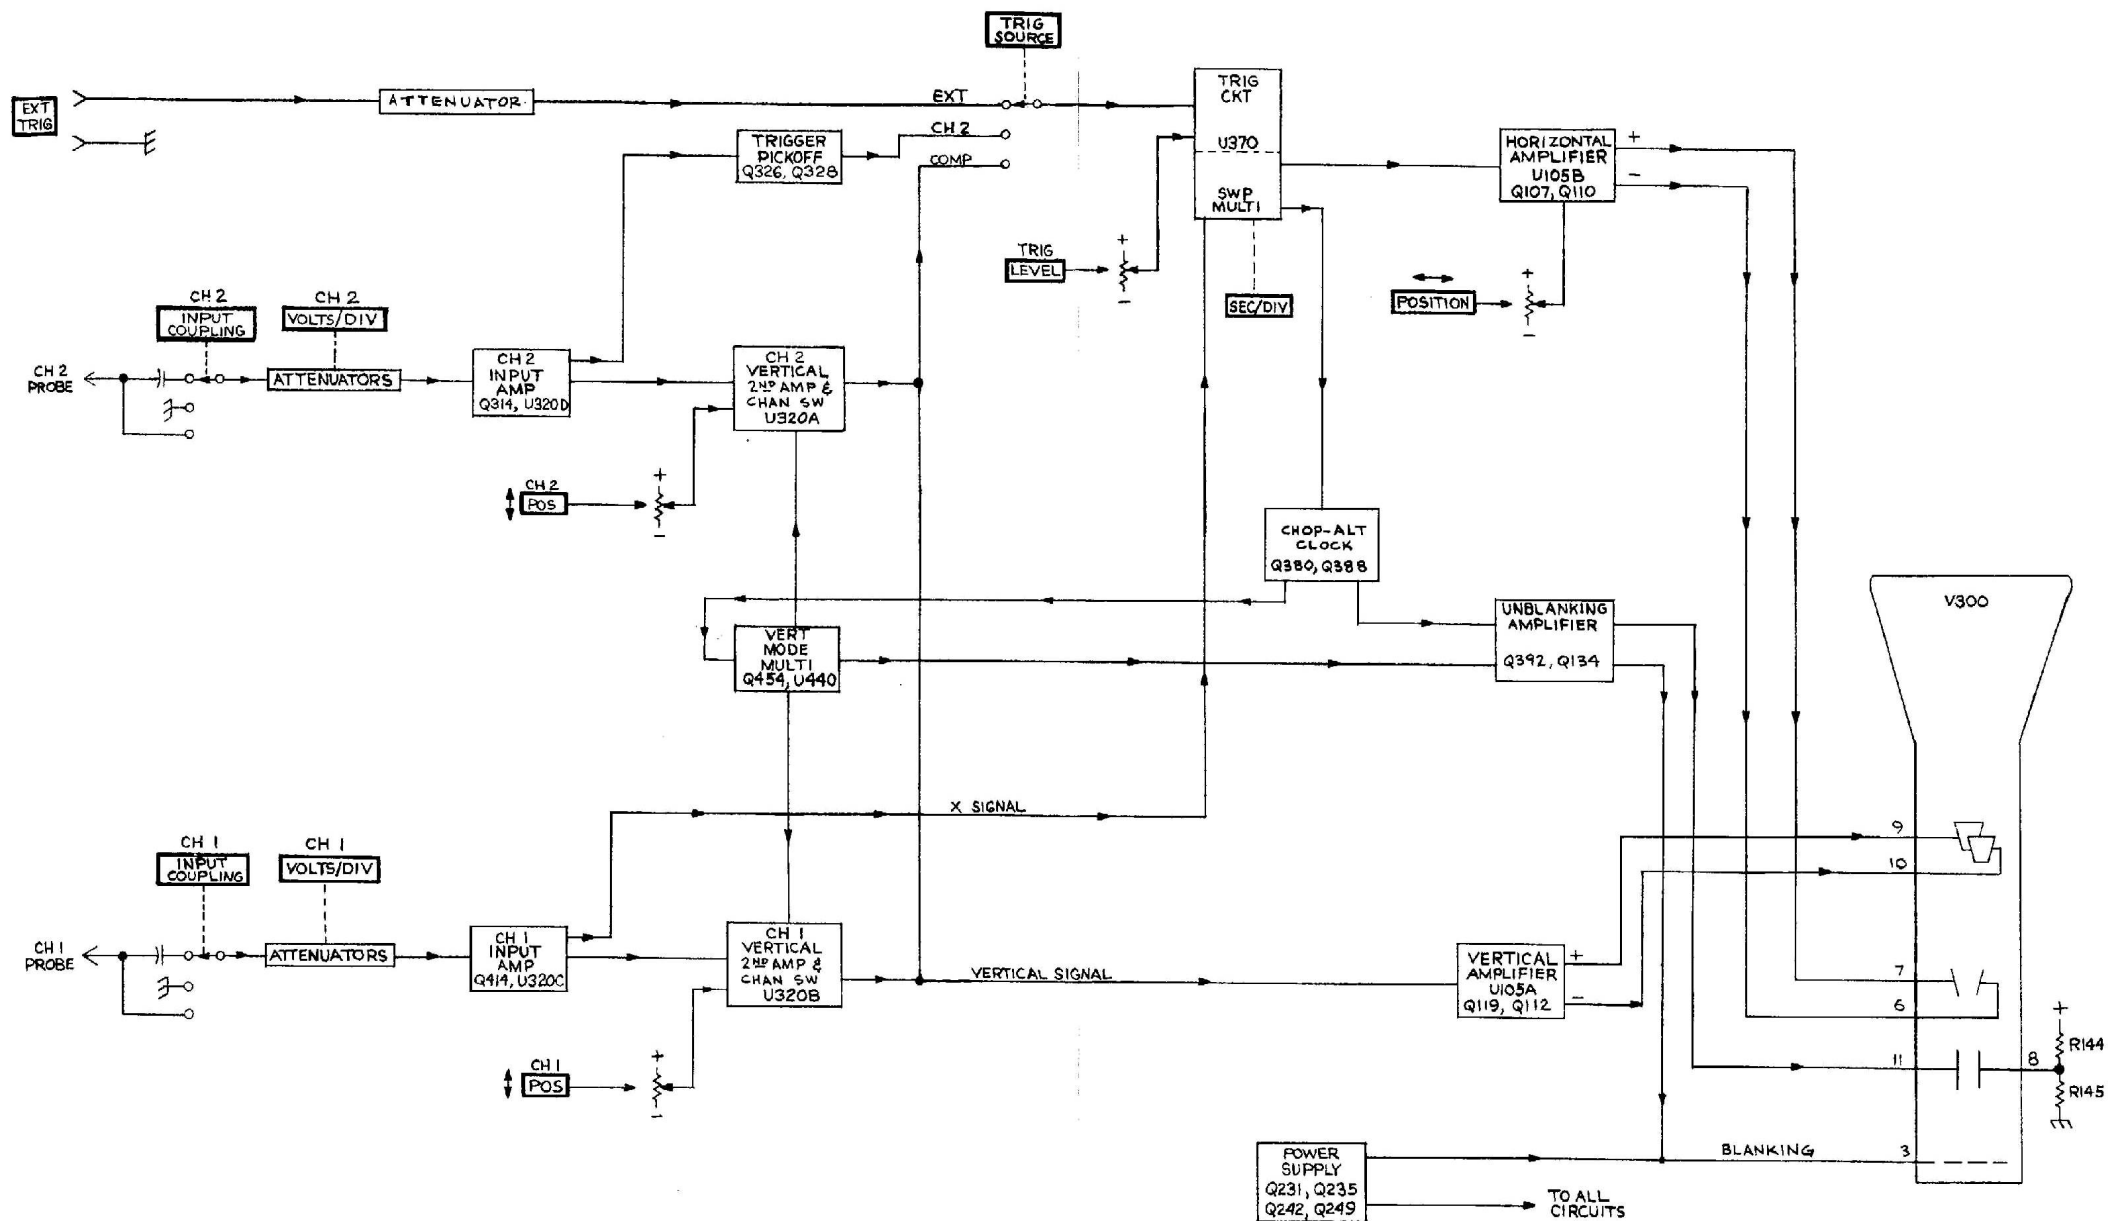 TRIG
SOURCE
EXT
TRIG
ATTENUATOR
EXT
CH 2
COMP
TRIGGER
PICKOFF
Q326, Q328
TRIG
CKT
U370
SWP
MULTI
HORIZONTAL
AMPLIFIER
U105B
Q107, Q110
+
−
TRIG
LEVEL
+
−
SEC/DIV
POSITION
+
−
CH 2
INPUT
COUPLING
CH 2
VOLTS/DIV
CH 2
PROBE
ATTENUATORS
CH 2
INPUT
AMP
Q314, U320D
CH 2
VERTICAL
2ND AMP &
CHAN SW
U320A
CH 2
POS
+
−
CHOP-ALT
CLOCK
Q380, Q388
VERT
MODE
MULTI
Q454, U440
UNBLANKING
AMPLIFIER
Q392, Q134
V300
X SIGNAL
CH 1
INPUT
COUPLING
CH 1
VOLTS/DIV
CH 1
PROBE
ATTENUATORS
CH 1
INPUT
AMP
Q414, U320C
CH 1
VERTICAL
2ND AMP &
CHAN SW
U320B
CH 1
POS
+
−
VERTICAL SIGNAL
VERTICAL
AMPLIFIER
U105A
Q119, Q112
+
−
9
10
7
6
11
8
+
R144
R145
POWER
SUPPLY
Q231, Q235
Q242, Q249
BLANKING
3
TO ALL
CIRCUITS